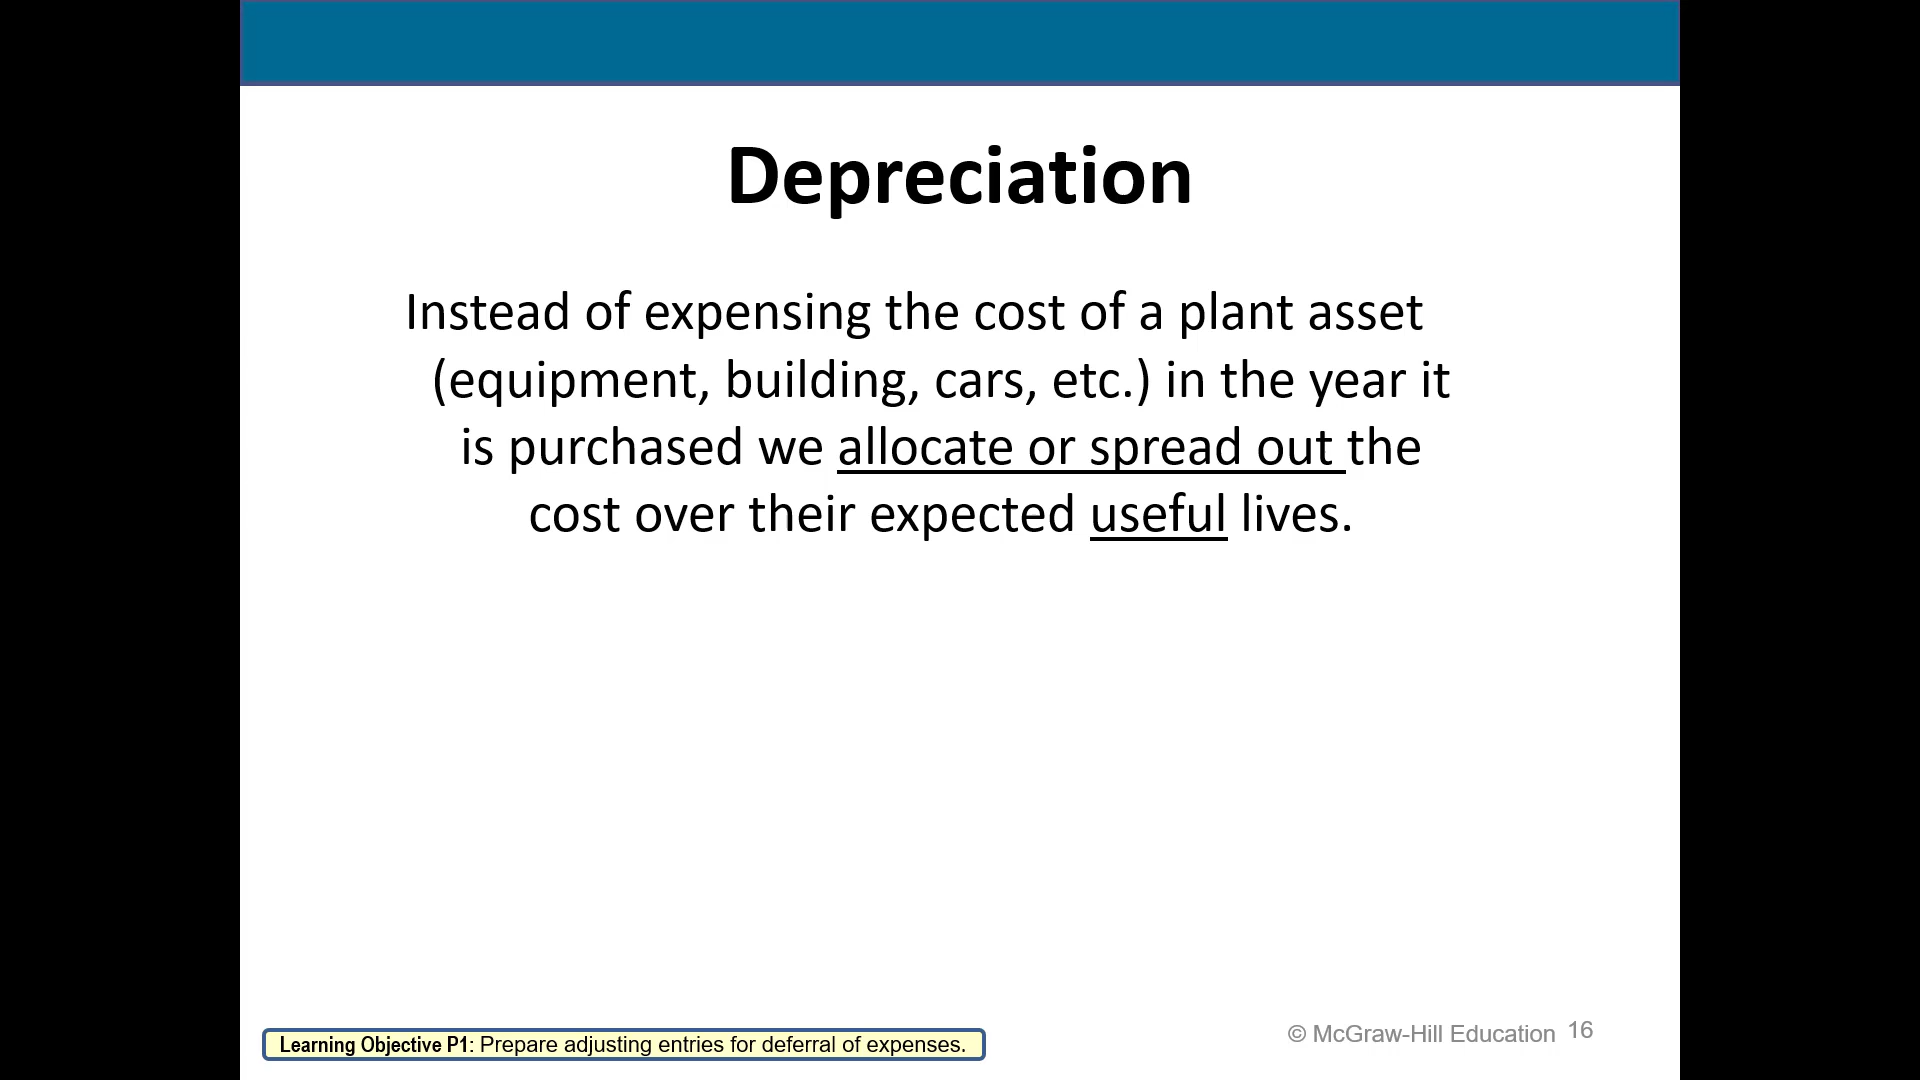 Depreciation
Instead of expensing the cost of a plant asset
(equipment, building, cars, etc.) in the year it
is purchased we allocate or spread out the
cost over their expected useful lives.
Learning Objective P1: Prepare adjusting entries for deferral of expenses.
© McGraw-Hill Education 16